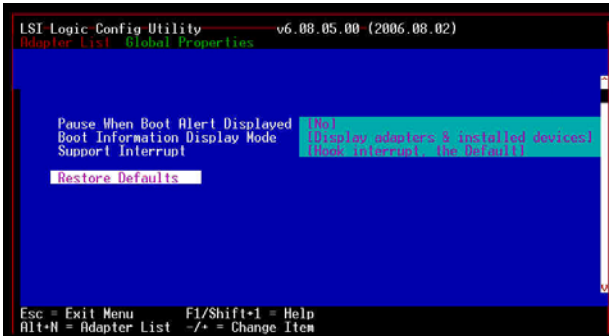 LSI Logic Config Utility v6.08.05.00 (2006.08.02)
Adapter List Global Properties
Pause When Boot Alert Displayed [No]
Boot Information Display Mode [Display adapters & installed devices]
Support Interrupt [Hook interrupt, the Default]
Restore Defaults
Esc = Exit Menu F1/Shift+1 = Help
Alt+N = Adapter List -/+ = Change Item